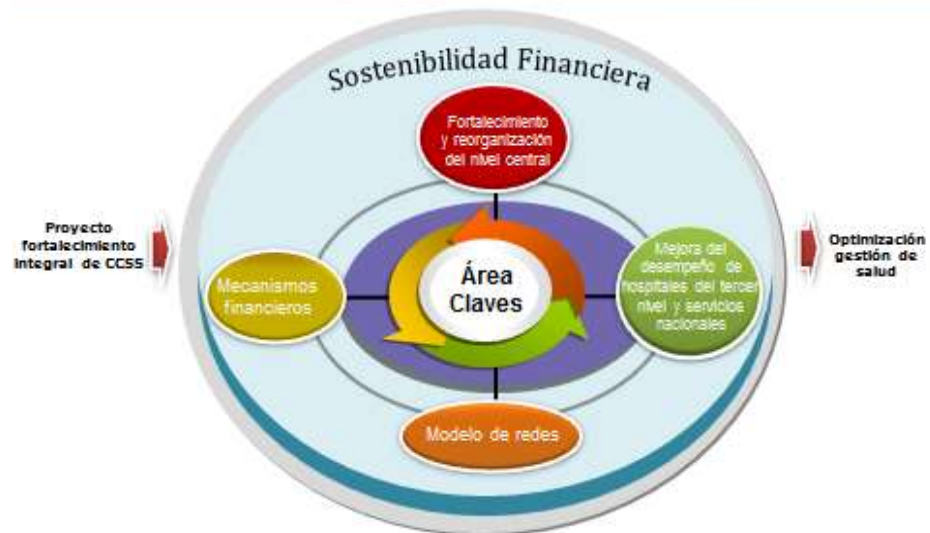 Sostenibilidad Financiera
Fortalecimiento
y reorganización
del nivel central
Proyecto
fortalecimiento
integral de CCSS
Mecanismos
financieros
Área
Claves
Mejora del
desempeño de
hospitales del tercer
nivel y servicios
nacionales
Optimización
gestión de
salud
Modelo de redes